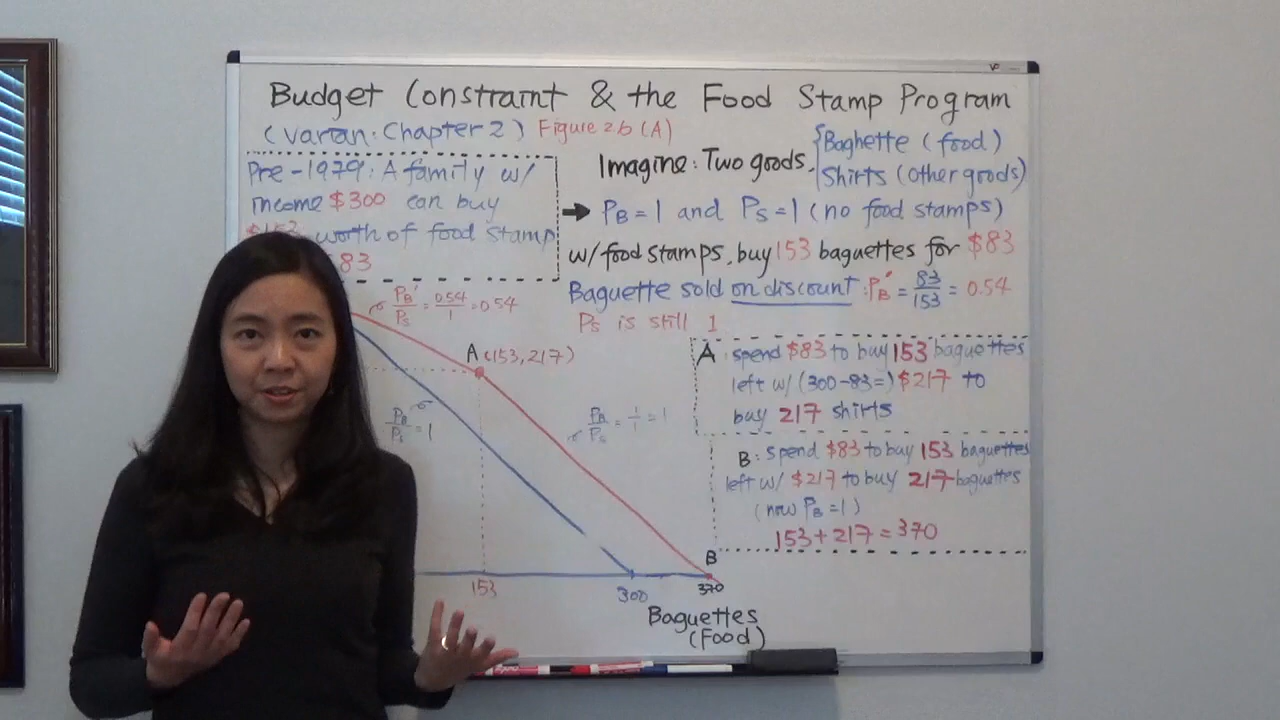 Budget Constraint & the Food Stamp Program
(Varian: Chapter 2) Figure 2.6 (A)
Pre-1979: A family w/
income $300 can buy
$153 worth of food stamp
83
Imagine: Two goods. { Baghette (food)
Shirts (other goods)
→ PB = 1 and PS = 1 (no food stamps)
w/ food stamps, buy 153 baguettes for $83
Baguette sold on discount: PB' = 83/153 = 0.54
PS is still 1
PB'/PS = 0.54/1 = 0.54
A (153, 217)
PB/PS = 1
PB/PS = 1/1 = 1
A: spend $83 to buy 153 baguettes
left w/ (300-83=) $217 to
buy 217 shirts
B: spend $83 to buy 153 baguettes
left w/ $217 to buy 217 baguettes
(now PB = 1)
153 + 217 = 370
B
153
300
370
Baguettes
(Food)